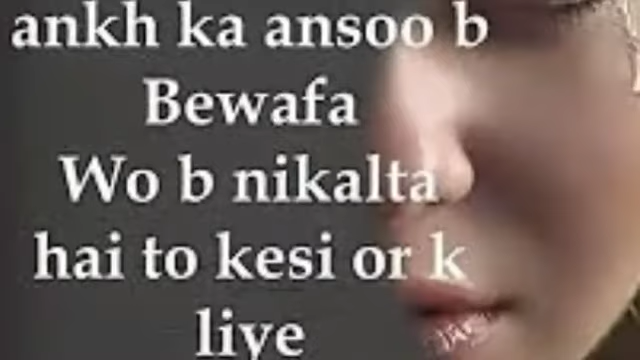 ankh ka ansoo b
Bewafa
Wo b nikalta
hai to kesi or k
liye